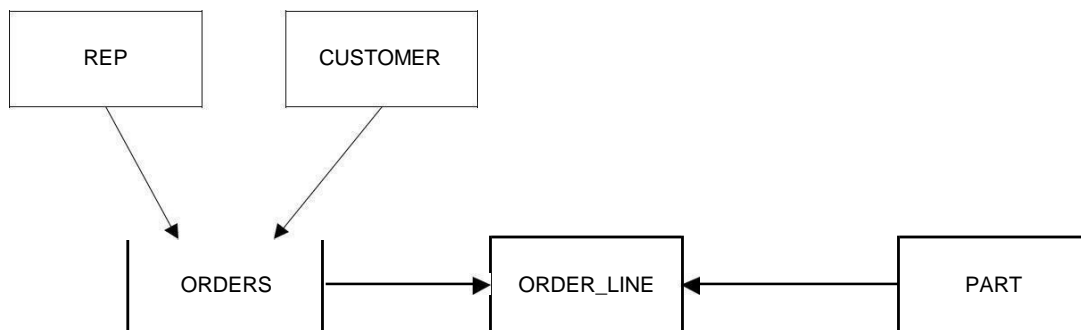 REP
CUSTOMER
ORDERS
ORDER_LINE
PART